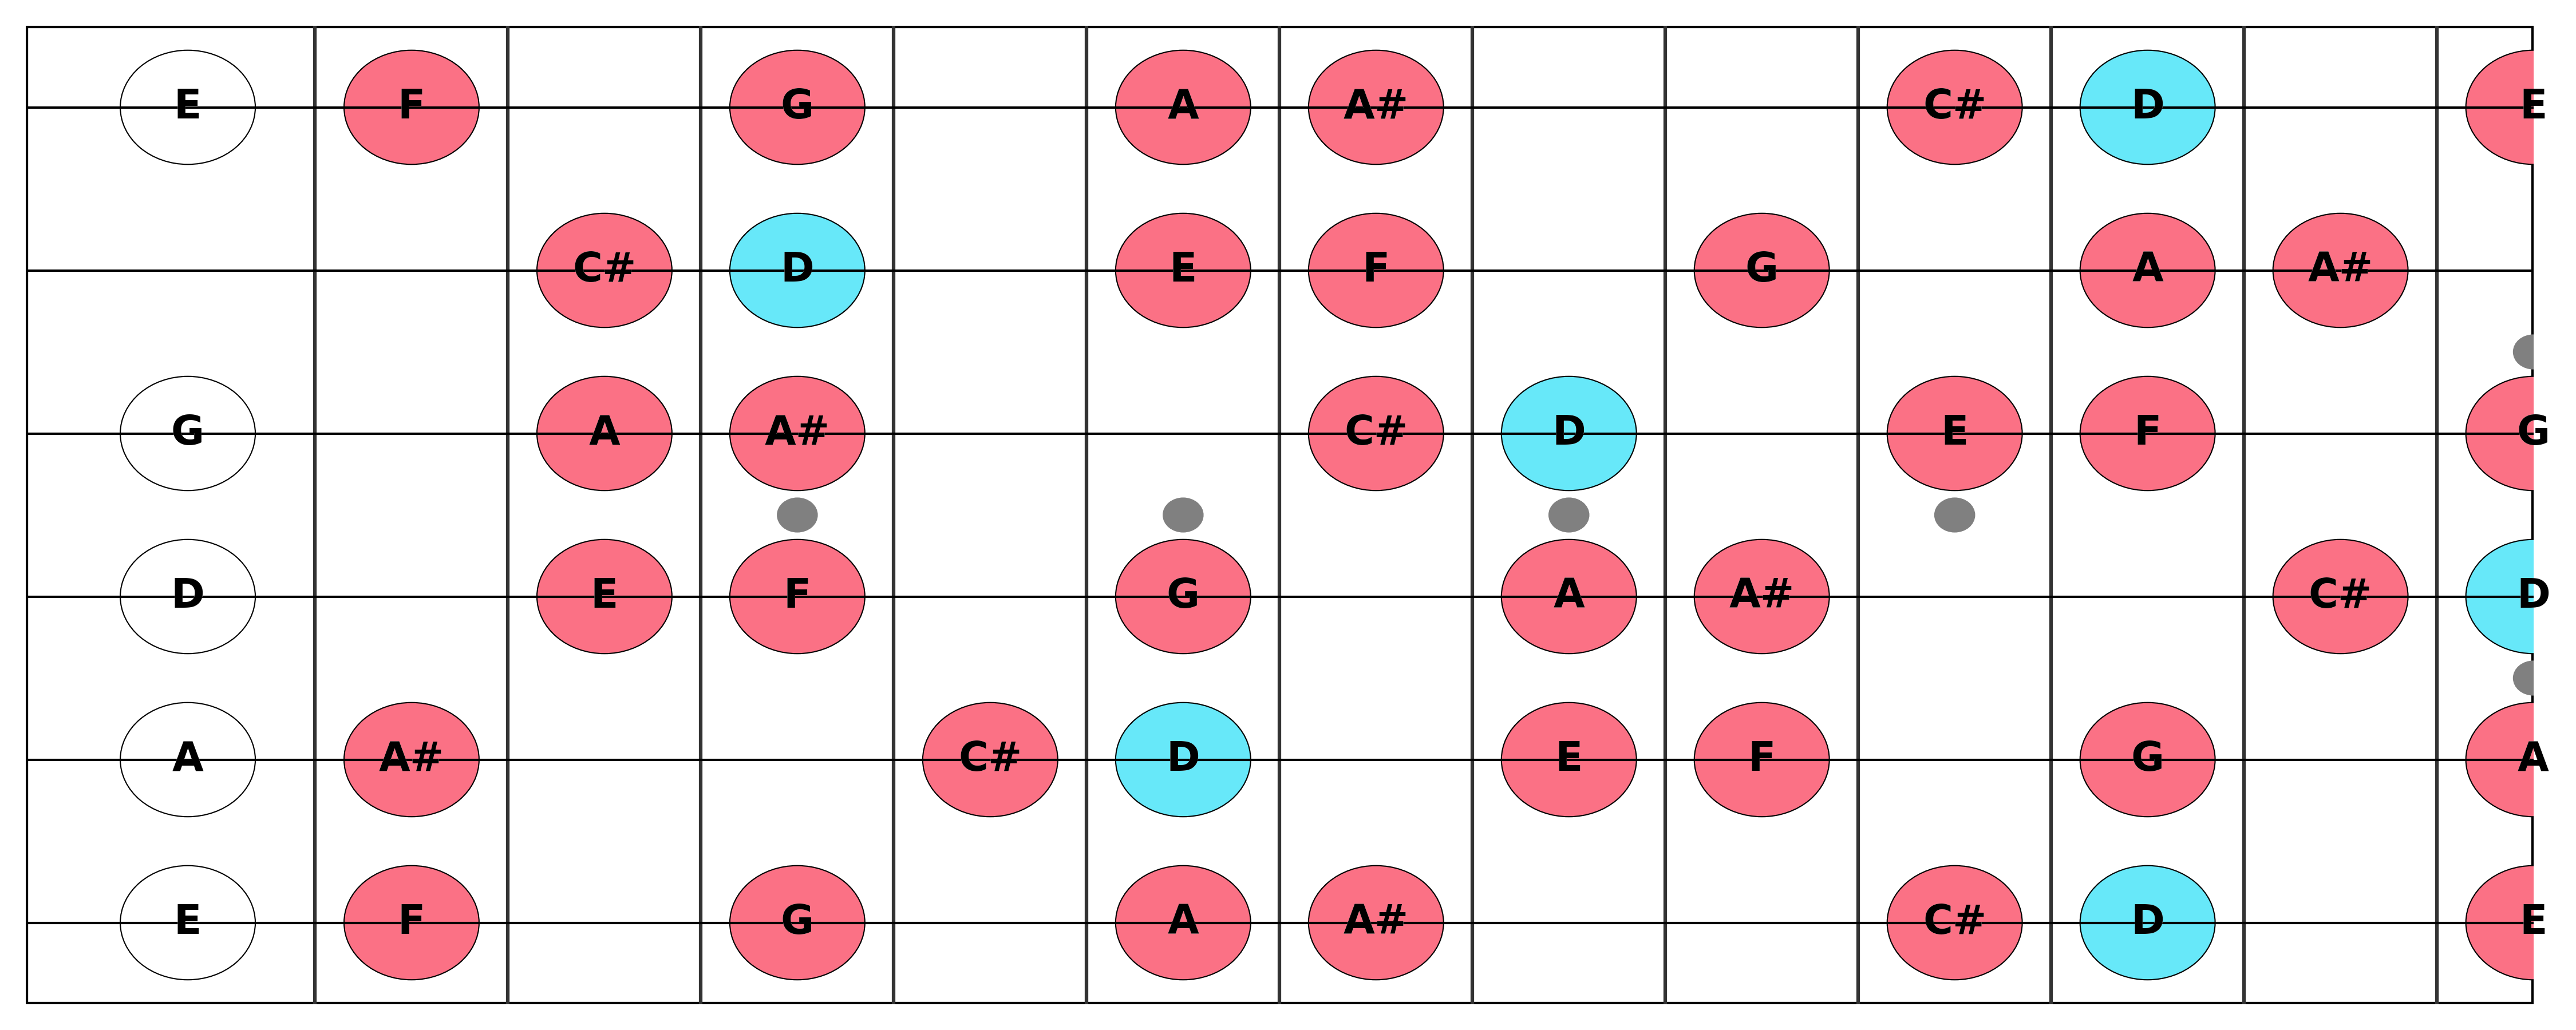 E F G A A# C# D E
C# D E F G A A#
G A A# C# D E F G
D E F G A A# C# D
A A# C# D E F G A
E F G A A# C# D E